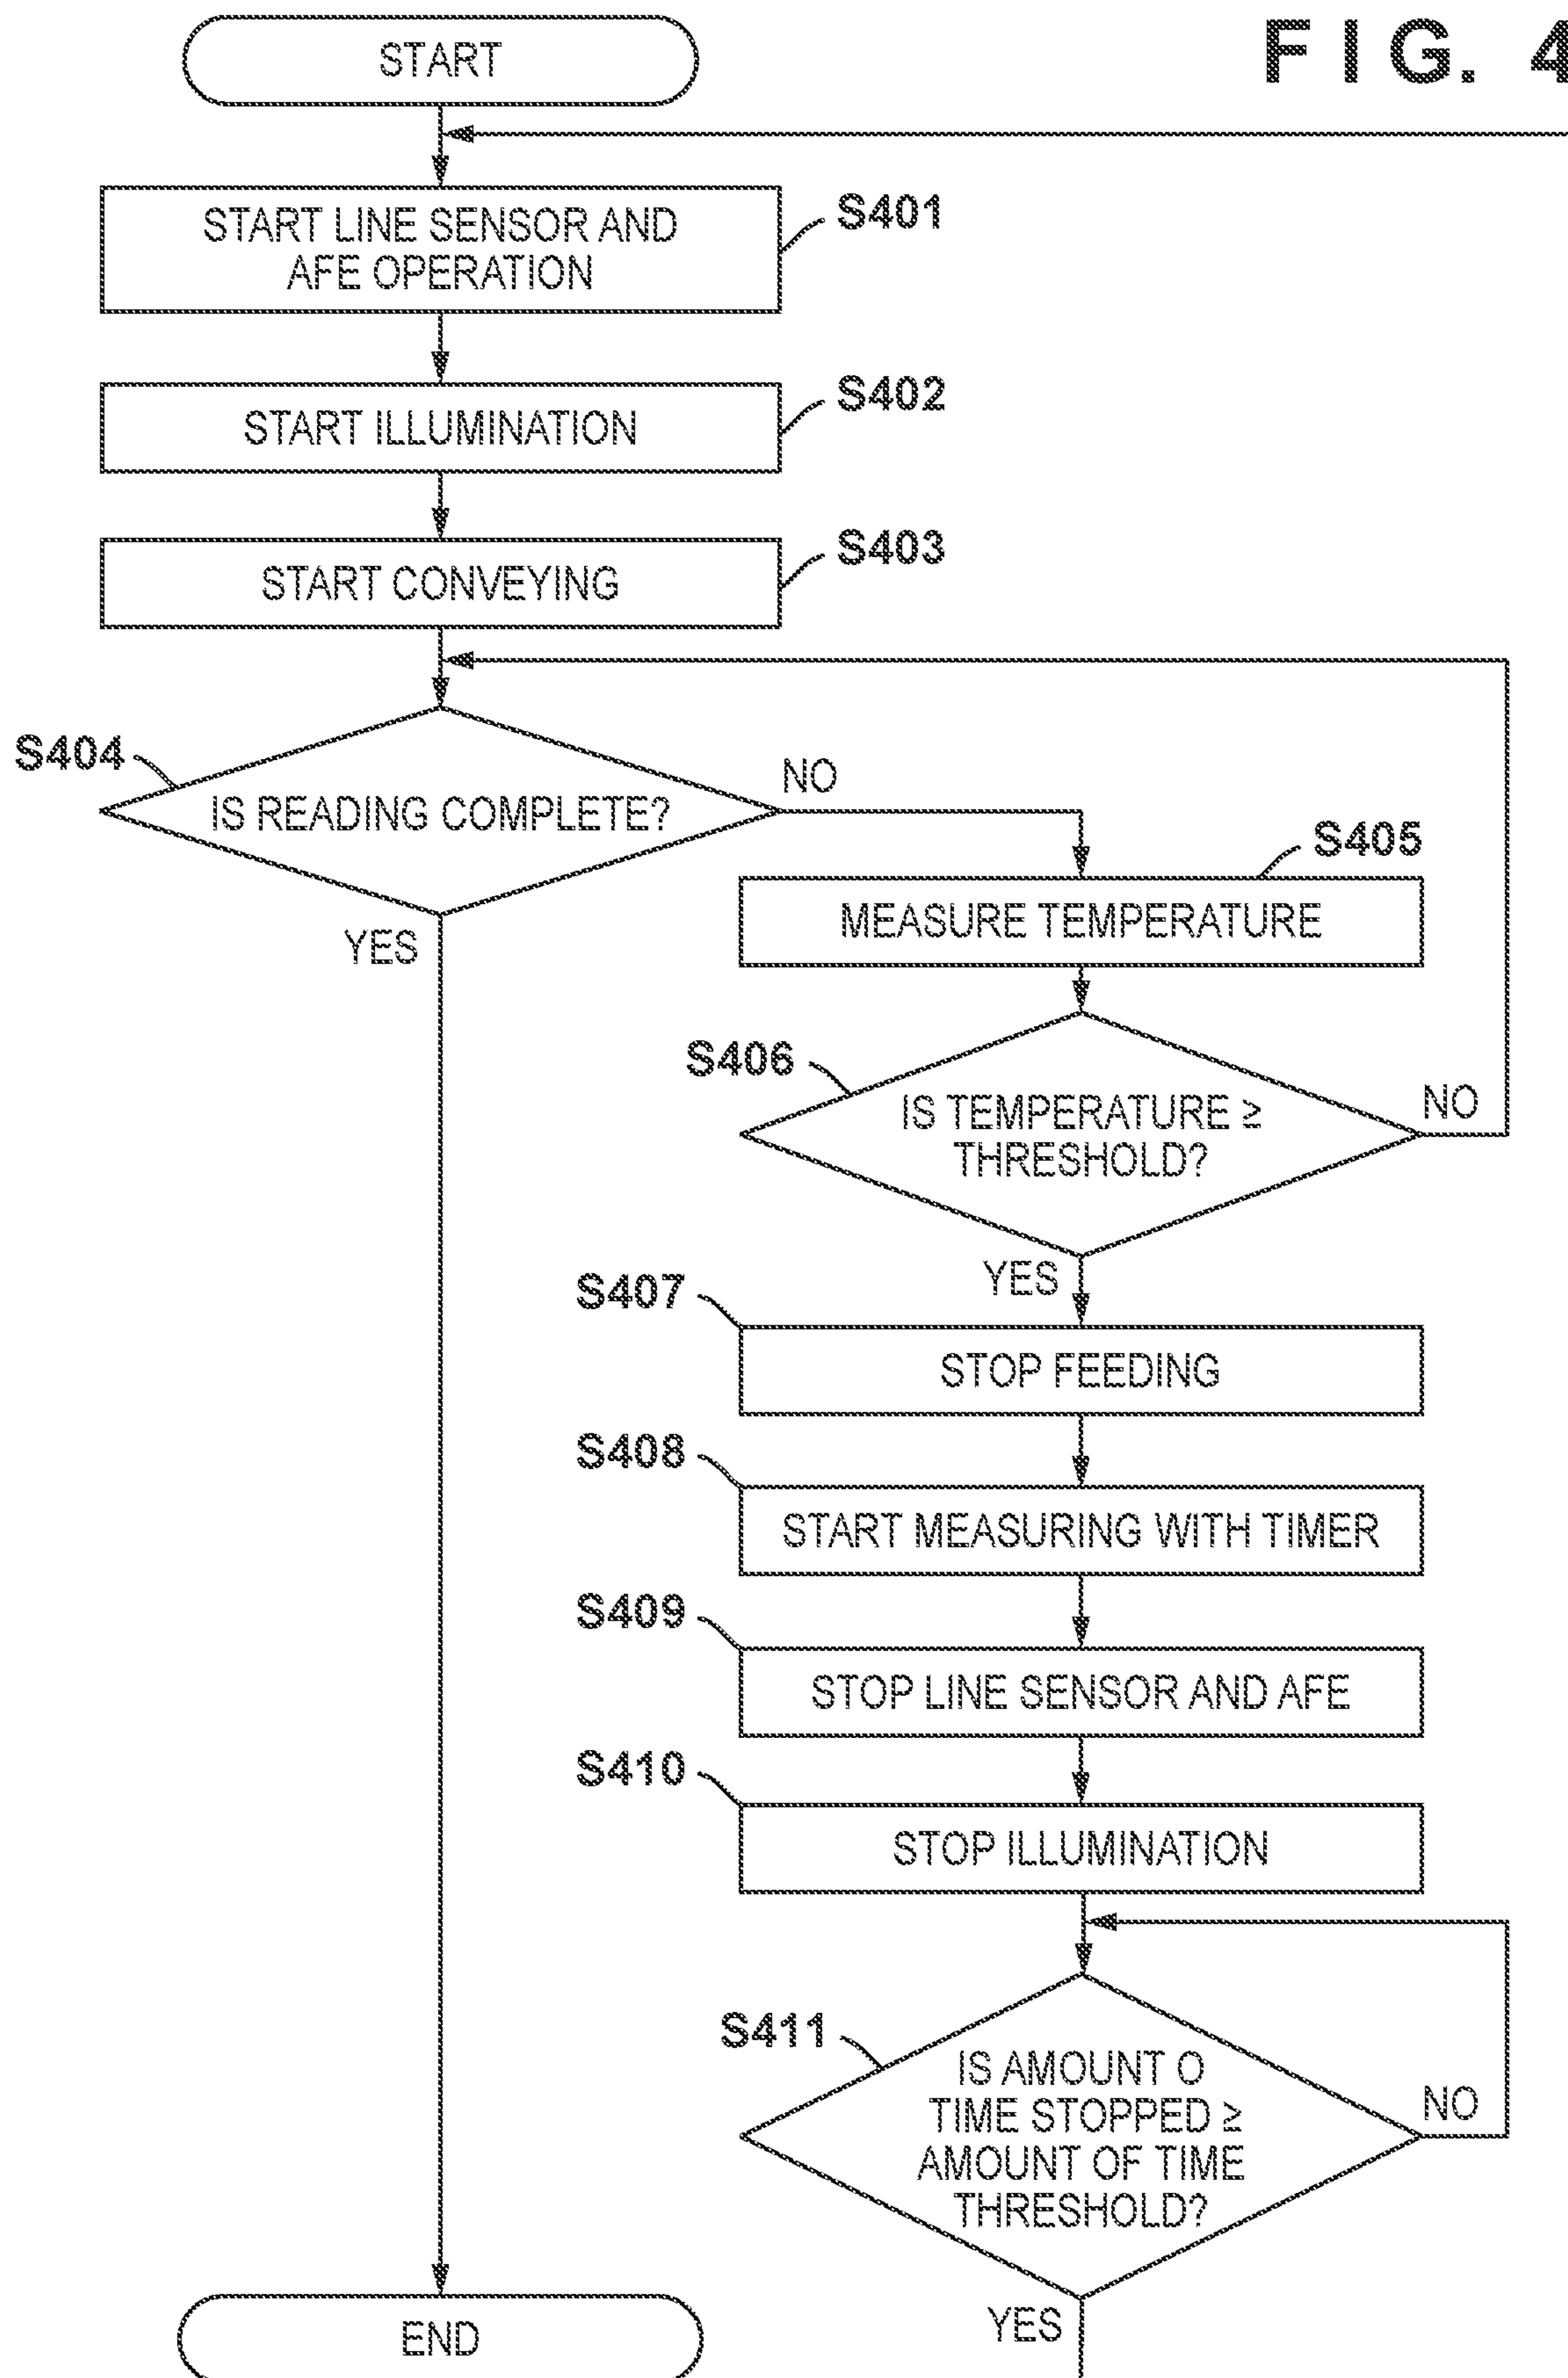 FIG. 4
START
S401
START LINE SENSOR AND
AFE OPERATION
S402
START ILLUMINATION
S403
START CONVEYING
S404
IS READING COMPLETE?
NO
YES
S405
MEASURE TEMPERATURE
S406
IS TEMPERATURE ≥
THRESHOLD?
NO
YES
S407
STOP FEEDING
S408
START MEASURING WITH TIMER
S409
STOP LINE SENSOR AND AFE
S410
STOP ILLUMINATION
S411
IS AMOUNT O
TIME STOPPED ≥
AMOUNT OF TIME
THRESHOLD?
NO
YES
END